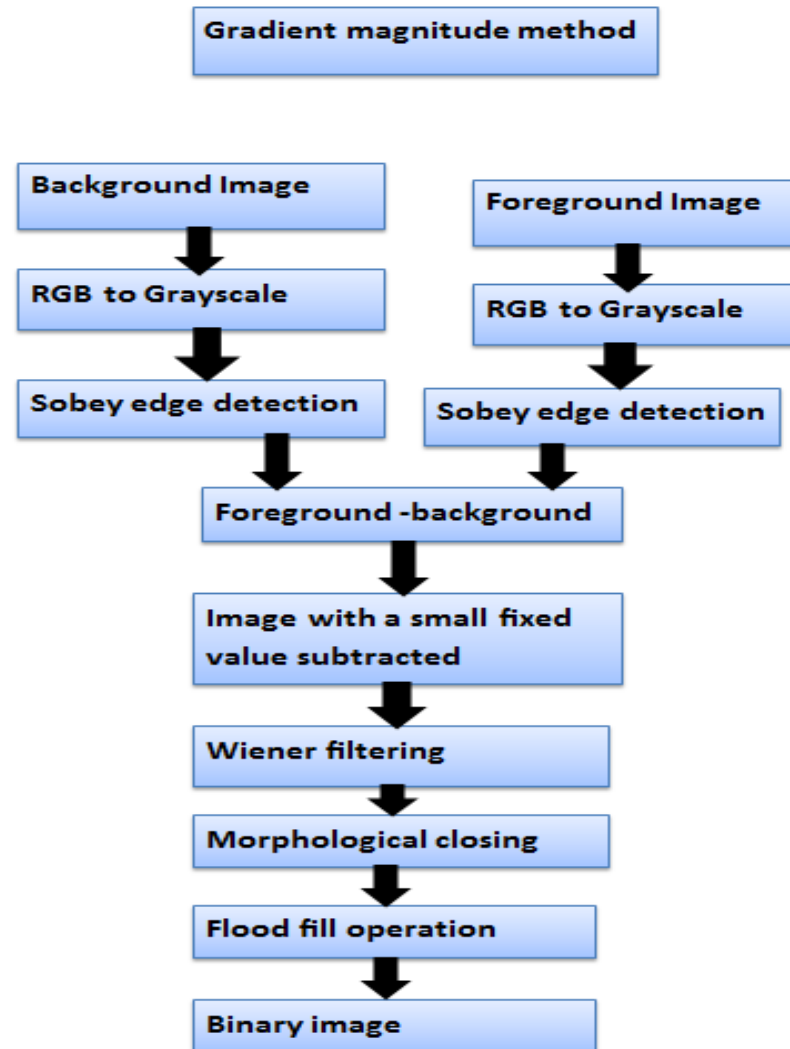 Gradient magnitude method
Background Image
Foreground Image
RGB to Grayscale
RGB to Grayscale
Sobey edge detection
Sobey edge detection
Foreground -background
Image with a small fixed
value subtracted
Wiener filtering
Morphological closing
Flood fill operation
Binary image